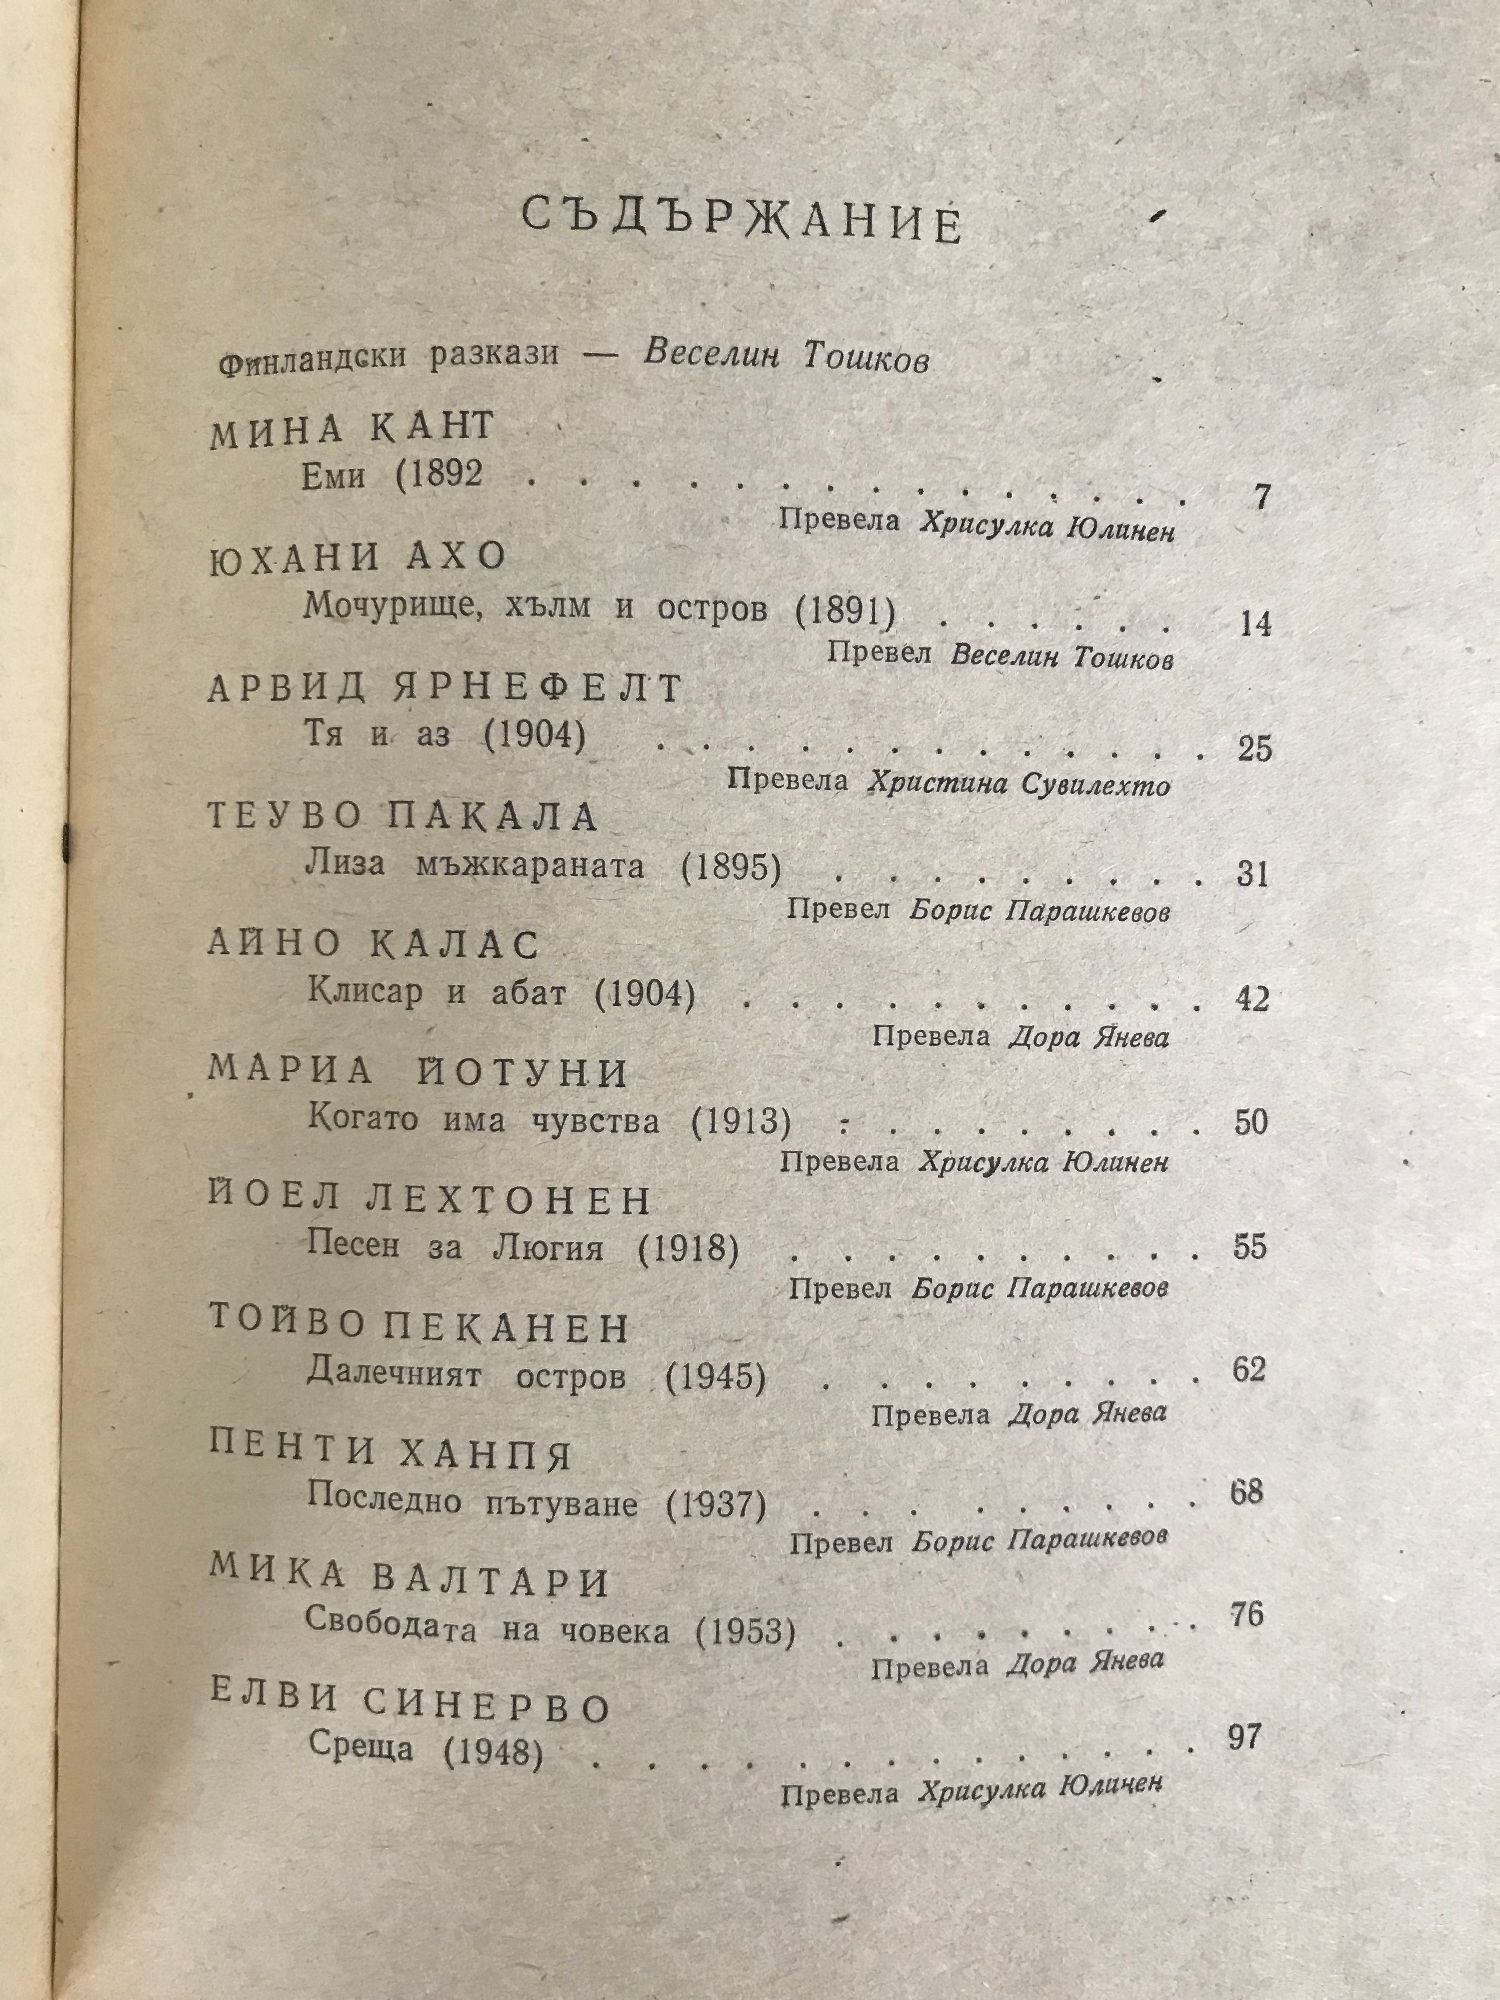 СЪДЪРЖАНИЕ
Финландски разкази — Веселин Тошков
МИНА КАНТ
Еми (1892 . . . . . . . . . . . . . . . 7
Превела Хрисулка Юлинен
ЮХАНИ АХО
Мочурище, хълм и остров (1891) . . . . . . 14
Превел Веселин Тошков
АРВИД ЯРНЕФЕЛТ
Тя и аз (1904) . . . . . . . . . . . . . 25
Превела Христина Сувилехто
ТЕУВО ПАКАЛА
Лиза мъжкараната (1895) . . . . . . . . . 31
Превел Борис Парашкевов
АЙНО КАЛАС
Клисар и абат (1904) . . . . . . . . . . . 42
Превела Дора Янева
МАРИА ЙОТУНИ
Когато има чувства (1913) . . . . . . . . . 50
Превела Хрисулка Юлинен
ЙОЕЛ ЛЕХТОНЕН
Песен за Люгия (1918) . . . . . . . . . . 55
Превел Борис Парашкевов
ТОЙВО ПЕКАНЕН
Далечният остров (1945) . . . . . . . . . 62
Превела Дора Янева
ПЕНТИ ХАНПЯ
Последно пътуване (1937) . . . . . . . . . 68
Превел Борис Парашкевов
МИКА ВАЛТАРИ
Свободата на човека (1953) . . . . . . . . . 76
Превела Дора Янева
ЕЛВИ СИНЕРВО
Среща (1948) . . . . . . . . . . . . . . 97
Превела Хрисулка Юличен